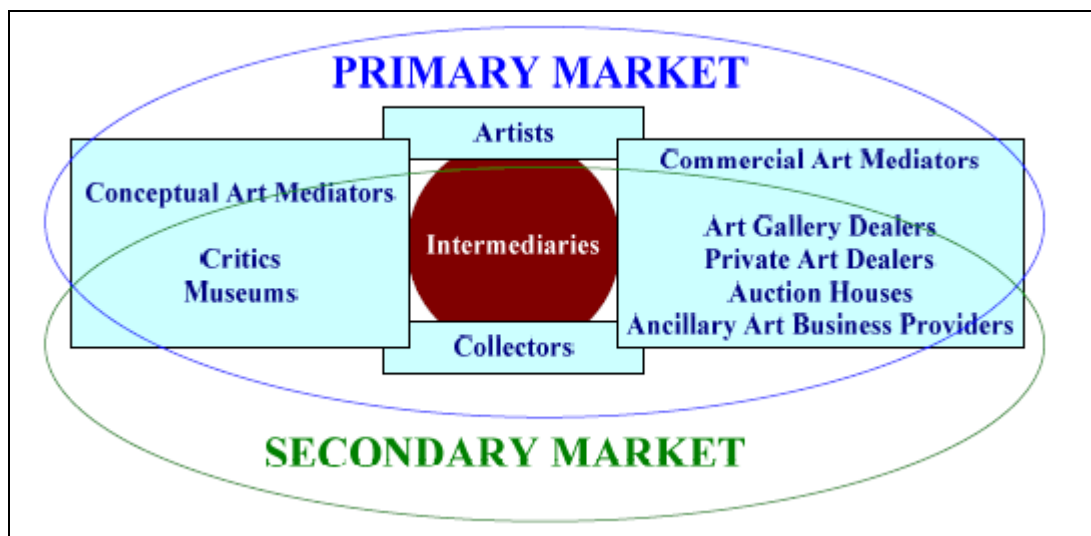 PRIMARY MARKET
Artists
Conceptual Art Mediators
Critics
Museums
Intermediaries
Commercial Art Mediators
Art Gallery Dealers
Private Art Dealers
Auction Houses
Ancillary Art Business Providers
Collectors
SECONDARY MARKET